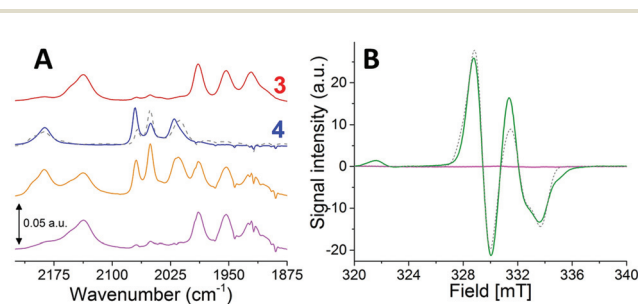 A
3
4
0.05 a.u.
2175 2100 2025 1950 1875
Wavenumber (cm⁻¹)
B
Signal intensity (a.u.)
20
10
0
-10
-20
320 324 328 332 336 340
Field [mT]